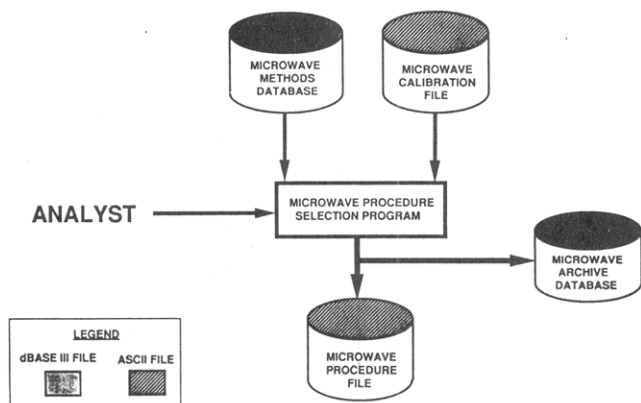 MICROWAVE
METHODS
DATABASE
MICROWAVE
CALIBRATION
FILE
ANALYST
MICROWAVE PROCEDURE
SELECTION PROGRAM
MICROWAVE
ARCHIVE
DATABASE
MICROWAVE
PROCEDURE
FILE
LEGEND
dBASE III FILE
ASCII FILE